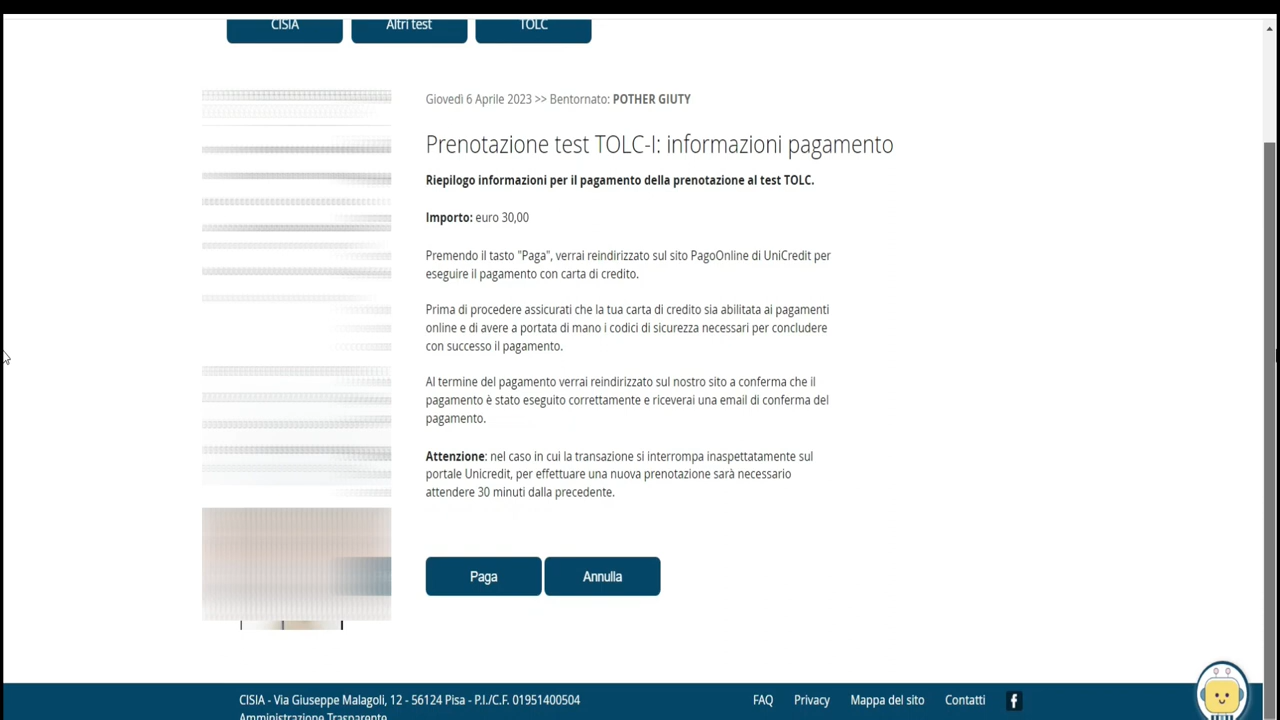 CISIA Altri test TOLC
Giovedì 6 Aprile 2023 >> Bentornato: POTHER GIUTY
Prenotazione test TOLC-I: informazioni pagamento
Riepilogo informazioni per il pagamento della prenotazione al test TOLC.
Importo: euro 30,00
Premendo il tasto "Paga", verrai reindirizzato sul sito PagoOnline di UniCredit per
eseguire il pagamento con carta di credito.
Prima di procedere assicurati che la tua carta di credito sia abilitata ai pagamenti
online e di avere a portata di mano i codici di sicurezza necessari per concludere
con successo il pagamento.
Al termine del pagamento verrai reindirizzato sul nostro sito a conferma che il
pagamento è stato eseguito correttamente e riceverai una email di conferma del
pagamento.
Attenzione: nel caso in cui la transazione si interrompa inaspettatamente sul
portale Unicredit, per effettuare una nuova prenotazione sarà necessario
attendere 30 minuti dalla precedente.
Paga Annulla
CISIA - Via Giuseppe Malagoli, 12 - 56124 Pisa - P.I./C.F. 01951400504 FAQ Privacy Mappa del sito Contatti
Amministrazione Trasparente